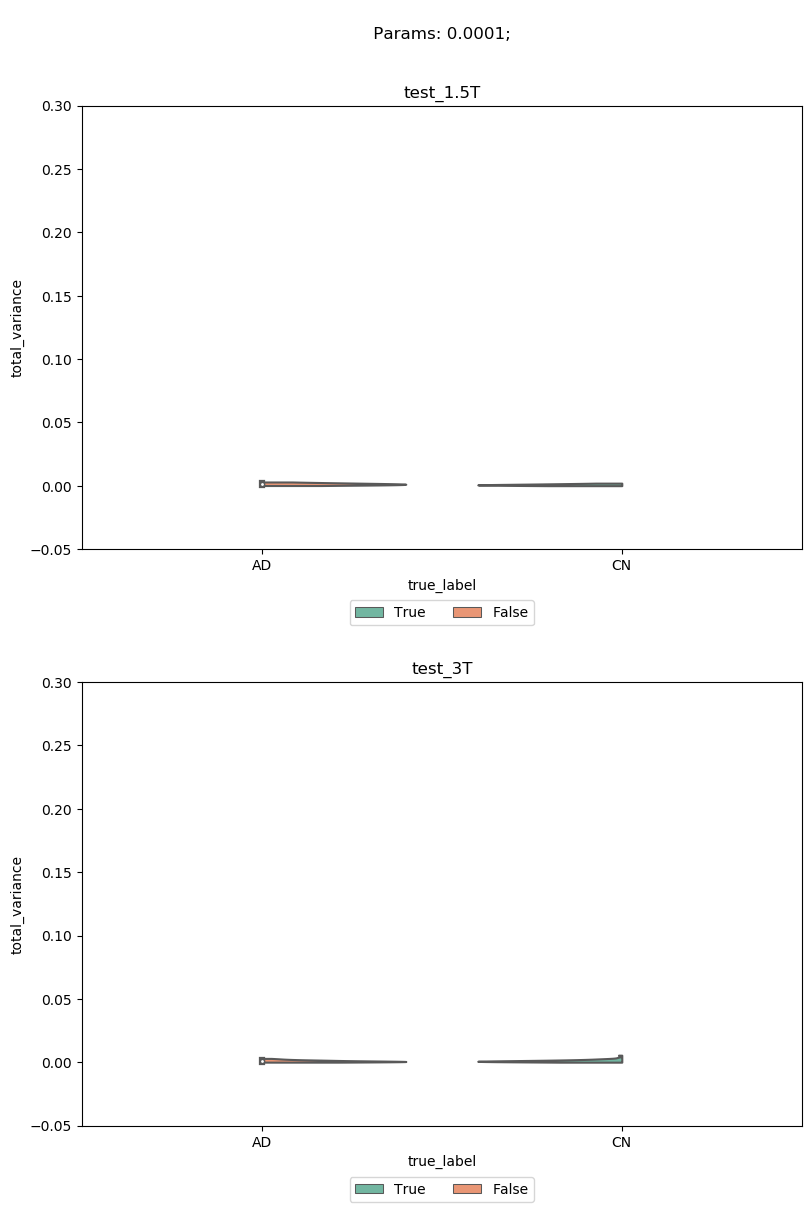 Params: 0.0001;
test_1.5T
0.30
0.25
0.20
0.15
0.10
0.05
0.00
−0.05
total_variance
AD CN
true_label
True False
test_3T
0.30
0.25
0.20
0.15
0.10
0.05
0.00
−0.05
total_variance
AD CN
true_label
True False